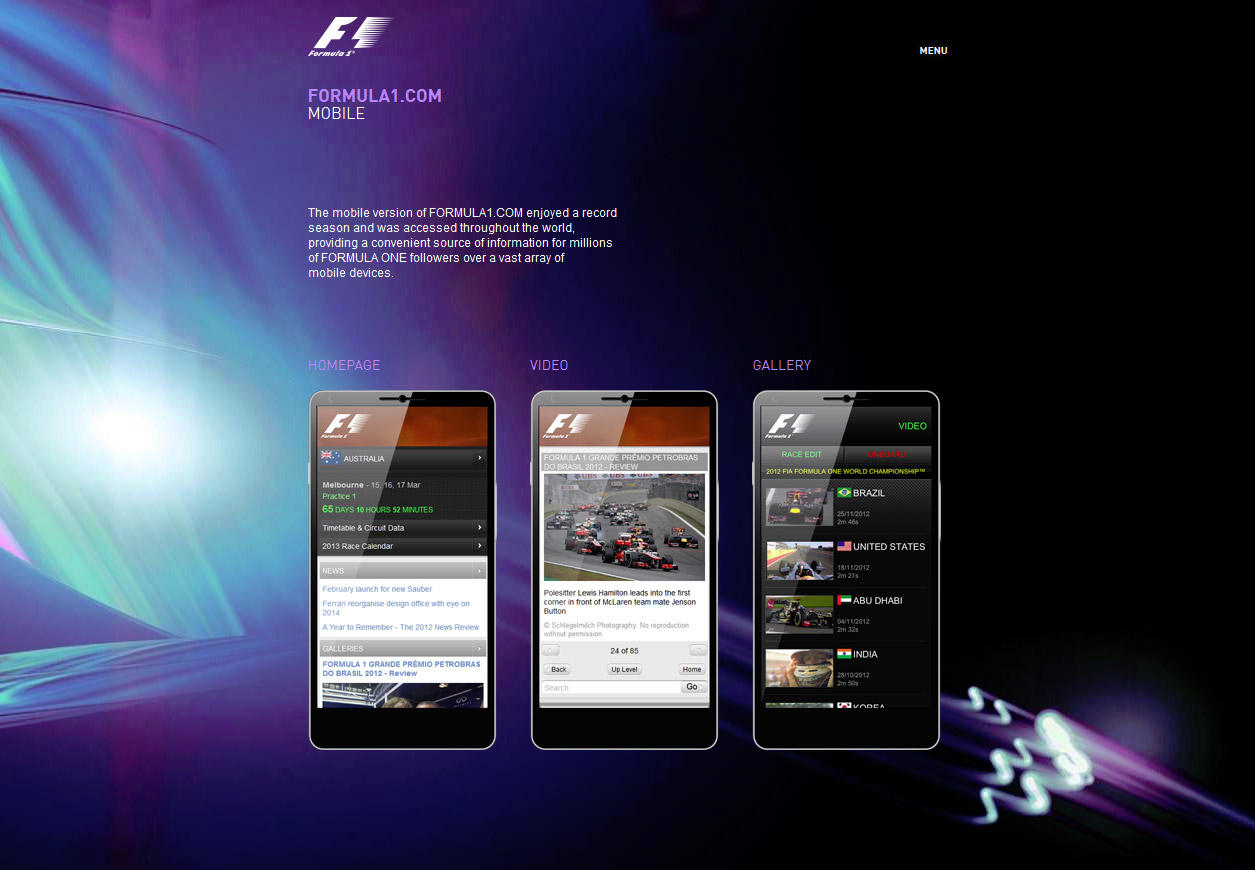 Formula 1®
MENU
FORMULA1.COM
MOBILE
The mobile version of FORMULA1.COM enjoyed a record
season and was accessed throughout the world,
providing a convenient source of information for millions
of FORMULA ONE followers over a vast array of
mobile devices.
HOMEPAGE
Formula 1
AUSTRALIA
Melbourne - 15, 16, 17 Mar
Practice 1
65 DAYS 10 HOURS 52 MINUTES
Timetable & Circuit Data
2013 Race Calendar
NEWS
February launch for new Sauber
Ferrari reorganise design office with eye on
2014
A Year to Remember - The 2012 News Review
GALLERIES
FORMULA 1 GRANDE PRÊMIO PETROBRAS
DO BRASIL 2012 - Review
VIDEO
Formula 1
FORMULA 1 GRANDE PRÊMIO PETROBRAS
DO BRASIL 2012 - REVIEW
UBS UBS
Polesitter Lewis Hamilton leads into the first
corner in front of McLaren team mate Jenson
Button
© Schlegelmilch Photography. No reproduction
without permission.
24 of 85
Back Up Level Home
Search Go
GALLERY
Formula 1
VIDEO
RACE EDIT ONBOARD
2012 FIA FORMULA ONE WORLD CHAMPIONSHIP™
BRAZIL
25/11/2012
2m 46s
UNITED STATES
18/11/2012
2m 21s
ABU DHABI
04/11/2012
2m 32s
INDIA
28/10/2012
2m 50s
KOREA